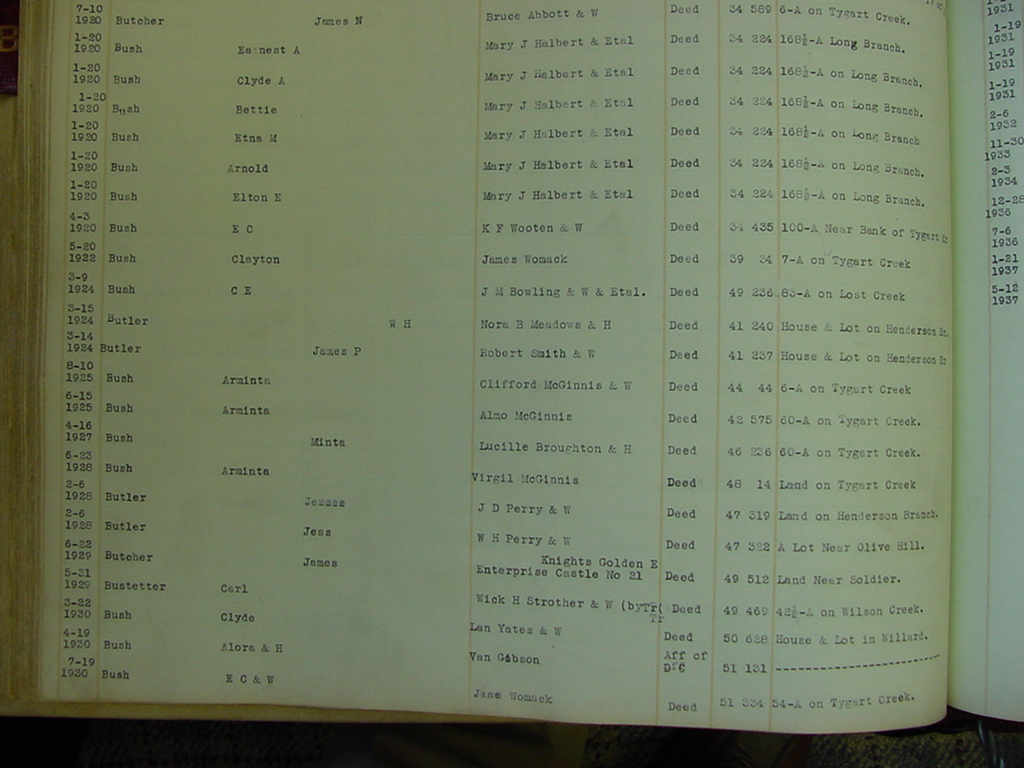 7-10
1920 Butcher James N Bruce Abbott & W Deed 34 589 6-A on Tygart Creek.
1-20
1920 Bush Earnest A Mary J Halbert & Etal Deed 34 224 168½-A Long Branch.
1-20
1920 Bush Clyde A Mary J Halbert & Etal Deed 34 224 168½-A on Long Branch.
1-20
1920 Bush Bettie Mary J Halbert & Etal Deed 34 224 168½-A on Long Branch.
1-20
1920 Bush Etna M Mary J Halbert & Etal Deed 34 224 168½-A on Long Branch
1-20
1920 Bush Arnold Mary J Halbert & Etal Deed 34 224 168½-A on Long Branch.
1-20
1920 Bush Elton E Mary J Halbert & Etal Deed 34 224 168½-A on Long Branch.
4-3
1920 Bush E C K F Wooten & W Deed 34 435 100-A Near Bank of Tygart Cr
5-20
1922 Bush Clayton James Womack Deed 39 34 7-A on Tygart Creek
3-9
1924 Bush C E J M Bowling & W & Etal. Deed 49 236 83-A on Lost Creek
3-15
1924 Butler W H Nora B Meadows & H Deed 41 240 House & Lot on Henderson Br.
3-14
1924 Butler James P Robert Smith & W Deed 41 237 House & Lot on Henderson Br
8-10
1925 Bush Arminta Clifford McGinnis & W Deed 44 44 6-A on Tygart Creek
6-15
1925 Bush Arminta Almo McGinnis Deed 42 575 60-A on Tygart Creek.
4-16
1927 Bush Minta Lucille Broughton & H Deed 46 236 60-A on Tygart Creek.
6-23
1928 Bush Arminta Virgil McGinnis Deed 48 14 Land on Tygart Creek
2-6
1928 Butler Jessee J D Perry & W Deed 47 319 Land on Henderson Branch.
2-6
1928 Butler Jess W H Perry & W Deed 47 322 A Lot Near Olive Hill.
6-22 Knights Golden E
1929 Butcher James Enterprise Castle No 21 Deed 49 512 Land Near Soldier.
5-31
1929 Bustetter Carl Wick H Strother & W (byTr( Deed 49 469 42½-A on Wilson Creek.
Tr
3-22
1930 Bush Clyde Lan Yates & W Deed 50 628 House & Lot in Willard.
4-19 Aff of
1930 Bush Alora & H Van Gibson D'C 51 131 ------------------------
7-19
1930 Bush E C & W Jane Womack Deed 51 334 54-A on Tygart Creek.
1931
1-19
1931
1-19
1931
1-19
1931
2-6
1932
11-30
1933
2-3
1934
12-28
1936
7-6
1936
1-21
1937
5-12
1937
B